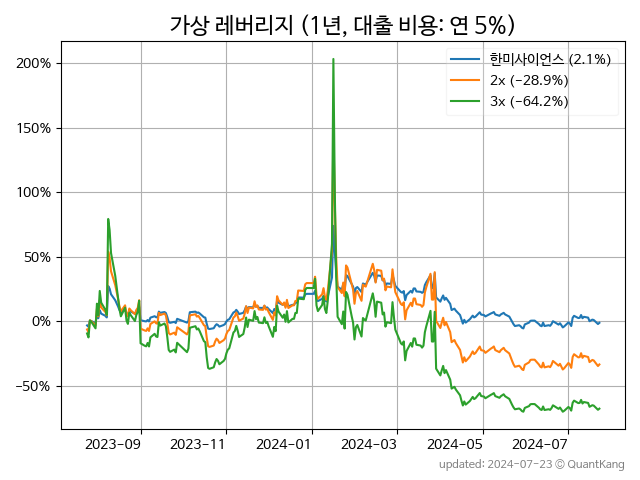 가상 레버리지 (1년, 대출 비용: 연 5%)
한미사이언스 (2.1%)
2x (−28.9%)
3x (−64.2%)
200%
150%
100%
50%
0%
−50%
2023-09
2023-11
2024-01
2024-03
2024-05
2024-07
updated: 2024-07-23 © QuantKang